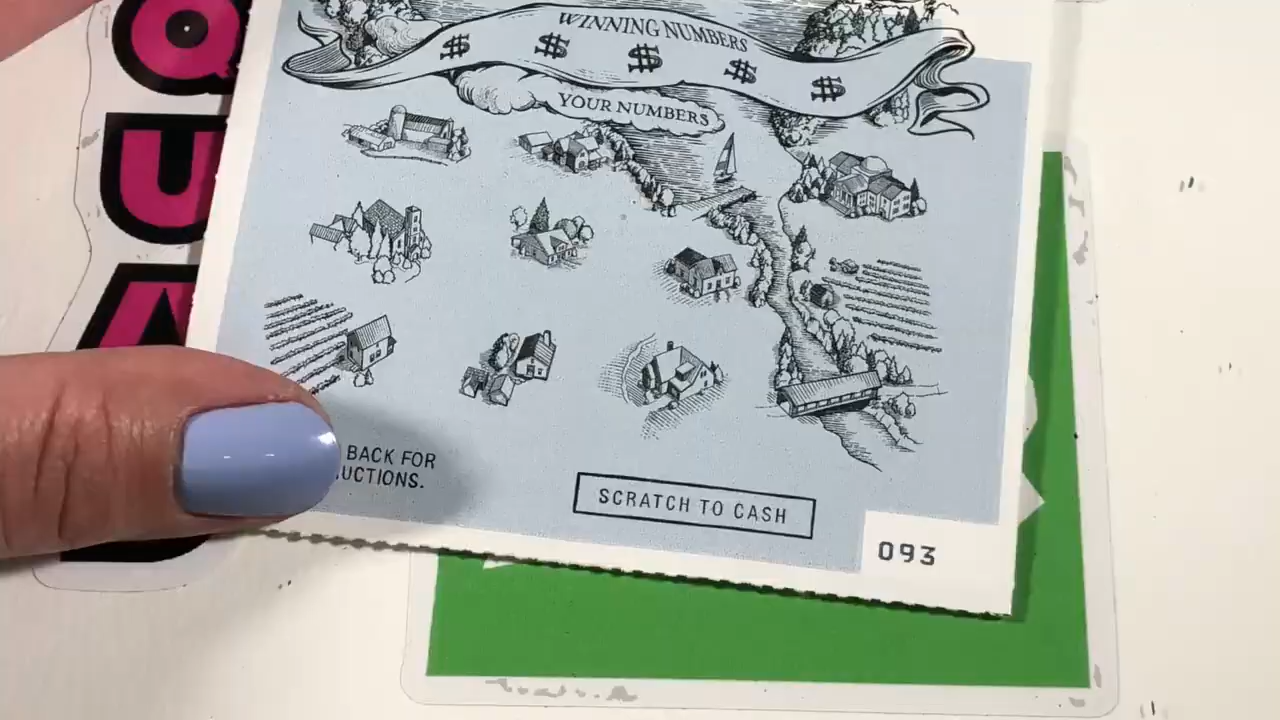 WINNING NUMBERS
$ $ $ $ $
YOUR NUMBERS
BACK FOR
UCTIONS.
SCRATCH TO CASH
093
Q
U